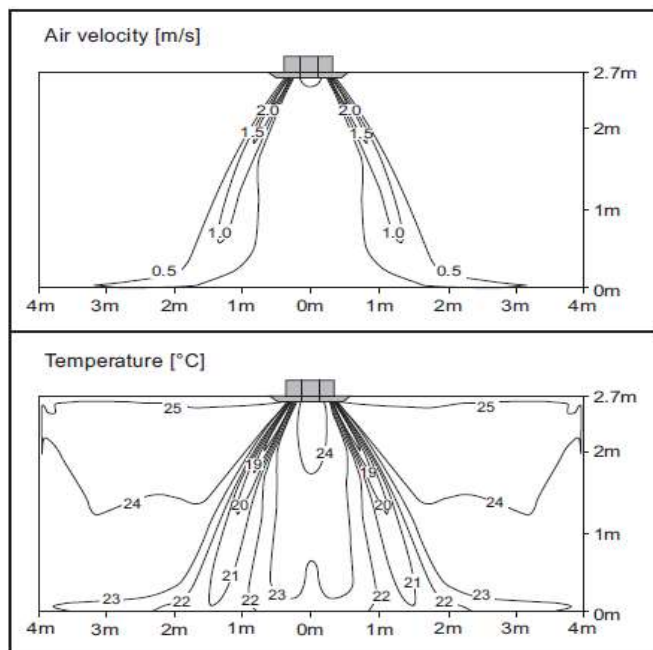 Air velocity [m/s]
2.7m
2.0 2.0
2m
1.5 1.5
1m
1.0 1.0
0.5 0.5
0m
4m 3m 2m 1m 0m 1m 2m 3m 4m
Temperature [°C]
2.7m
25 25
24
2m
19 19
24 24
20 20
1m
21 21
23 22 22 23 22 22 23
0m
4m 3m 2m 1m 0m 1m 2m 3m 4m